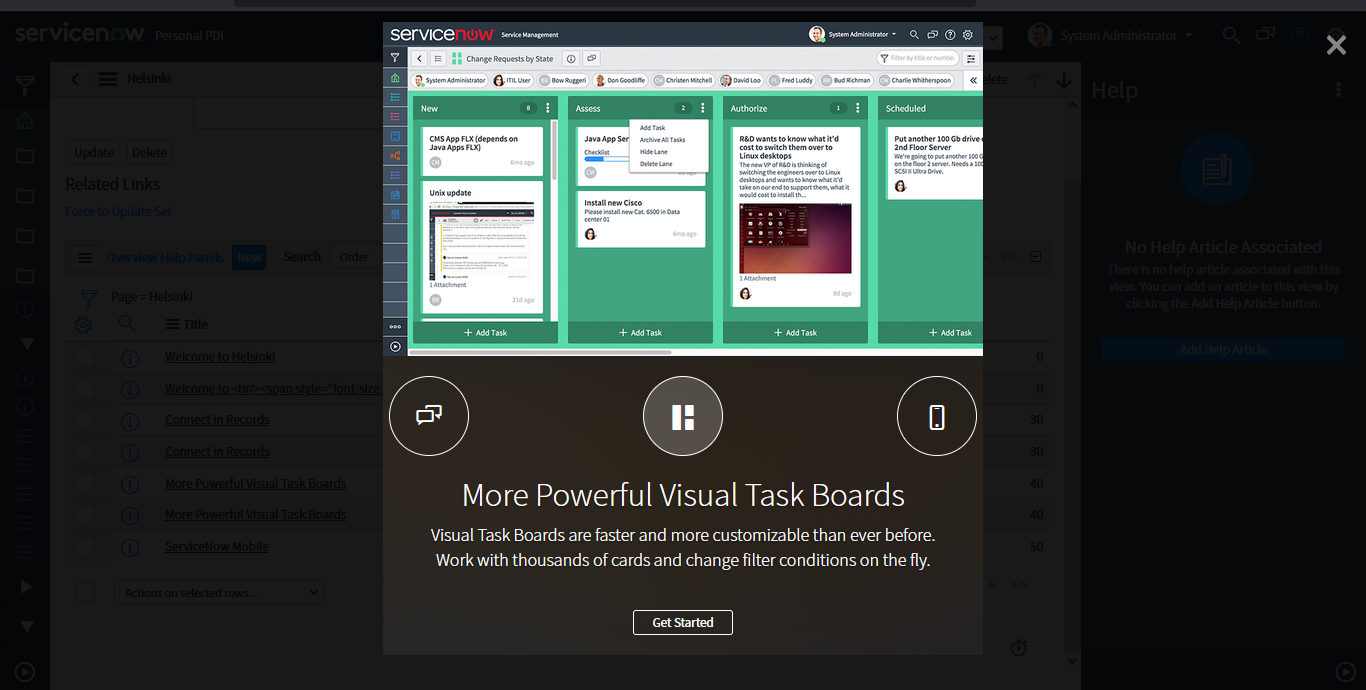 servicenow Personal PDI
System Administrator
Helsinki
Update
Delete
Related Links
Force to Update Set
Overview Help Panels
New
Search
Order
Page = Helsinki
Title
Welcome to Helsinki
0
Welcome to <br/><span style="font-size:
0
Connect in Records
30
Connect in Records
30
More Powerful Visual Task Boards
40
More Powerful Visual Task Boards
40
ServiceNow Mobile
50
Actions on selected rows...
servicenow Service Management
System Administrator
Change Requests by State
Filter by title or number
System Administrator
ITIL User
Bow Ruggeri
Don Goodliffe
CM Christen Mitchell
David Loo
FL Fred Luddy
BR Bud Richman
CW Charlie Whitherspoon
New
8
CMS App FLX (depends on
Java Apps FLX)
CM
6mo ago
Unix update
1 Attachment
BR
31d ago
Add Task
Assess
2
Java App Ser
Checklist
CW
Add Task
Archive All Tasks
Hide Lane
Delete Lane
Install new Cisco
Please install new Cat. 6500 in Data
center 01
6mo ago
Add Task
Authorize
1
R&D wants to know what it'd
take to switch them over to
Linux desktops
The new VP of R&D is thinking of
switching the engineers over to Linux
desktops and wants to know what it'd
take on our end to support them, what it
would cost to install th...
1 Attachment
8d ago
Add Task
Scheduled
Put another 100 Gb drive o
2nd Floor Server
We're going to put another 100 G
on the floor 2 server. Needs a 100
SCSI II Ultra Drive.
Add Task
More Powerful Visual Task Boards
Visual Task Boards are faster and more customizable than ever before.
Work with thousands of cards and change filter conditions on the fly.
Get Started
Help
No Help Article Associated
There is no help article associated with this
view. You can add an article to this view by
clicking the Add Help Article button.
Add Help Article